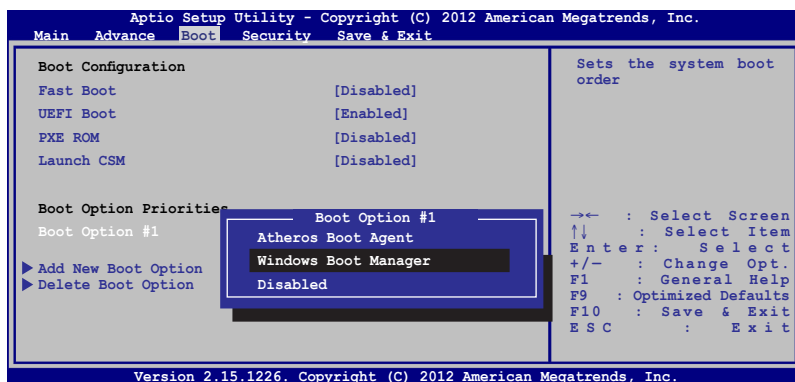 Aptio Setup Utility - Copyright (C) 2012 American Megatrends, Inc.
Main Advance Boot Security Save & Exit
Boot Configuration
Fast Boot [Disabled]
UEFI Boot [Enabled]
PXE ROM [Disabled]
Launch CSM [Disabled]
Boot Option Priorities
Boot Option #1
Add New Boot Option
Delete Boot Option
Boot Option #1
Atheros Boot Agent
Windows Boot Manager
Disabled
Sets the system boot
order
→← : Select Screen
↑↓ : Select Item
Enter: Select
+/− : Change Opt.
F1 : General Help
F9 : Optimized Defaults
F10 : Save & Exit
ESC : Exit
Version 2.15.1226. Copyright (C) 2012 American Megatrends, Inc.